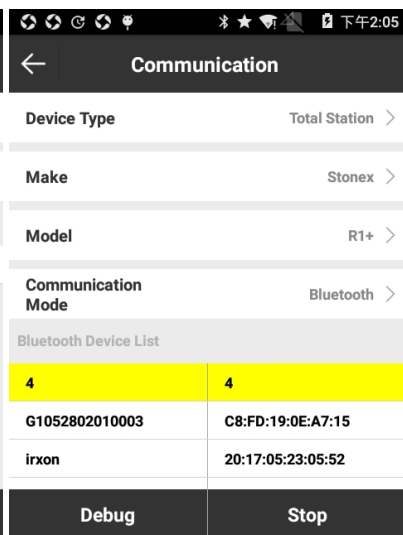 下午2:05
Communication
Device Type Total Station
Make Stonex
Model R1+
Communication
Mode Bluetooth
Bluetooth Device List
4 4
G1052802010003 C8:FD:19:0E:A7:15
irxon 20:17:05:23:05:52
Debug Stop